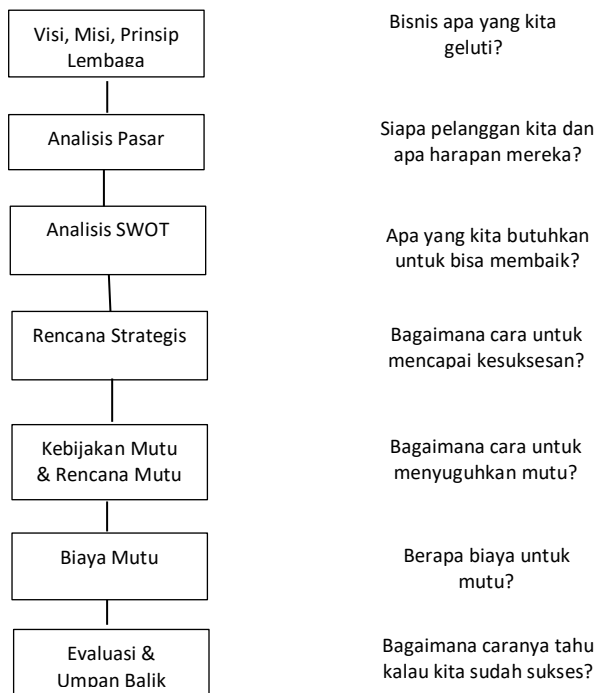 Visi, Misi, Prinsip
Lembaga
Bisnis apa yang kita
geluti?
Analisis Pasar
Siapa pelanggan kita dan
apa harapan mereka?
Analisis SWOT
Apa yang kita butuhkan
untuk bisa membaik?
Rencana Strategis
Bagaimana cara untuk
mencapai kesuksesan?
Kebijakan Mutu
& Rencana Mutu
Bagaimana cara untuk
menyuguhkan mutu?
Biaya Mutu
Berapa biaya untuk
mutu?
Evaluasi &
Umpan Balik
Bagaimana caranya tahu
kalau kita sudah sukses?